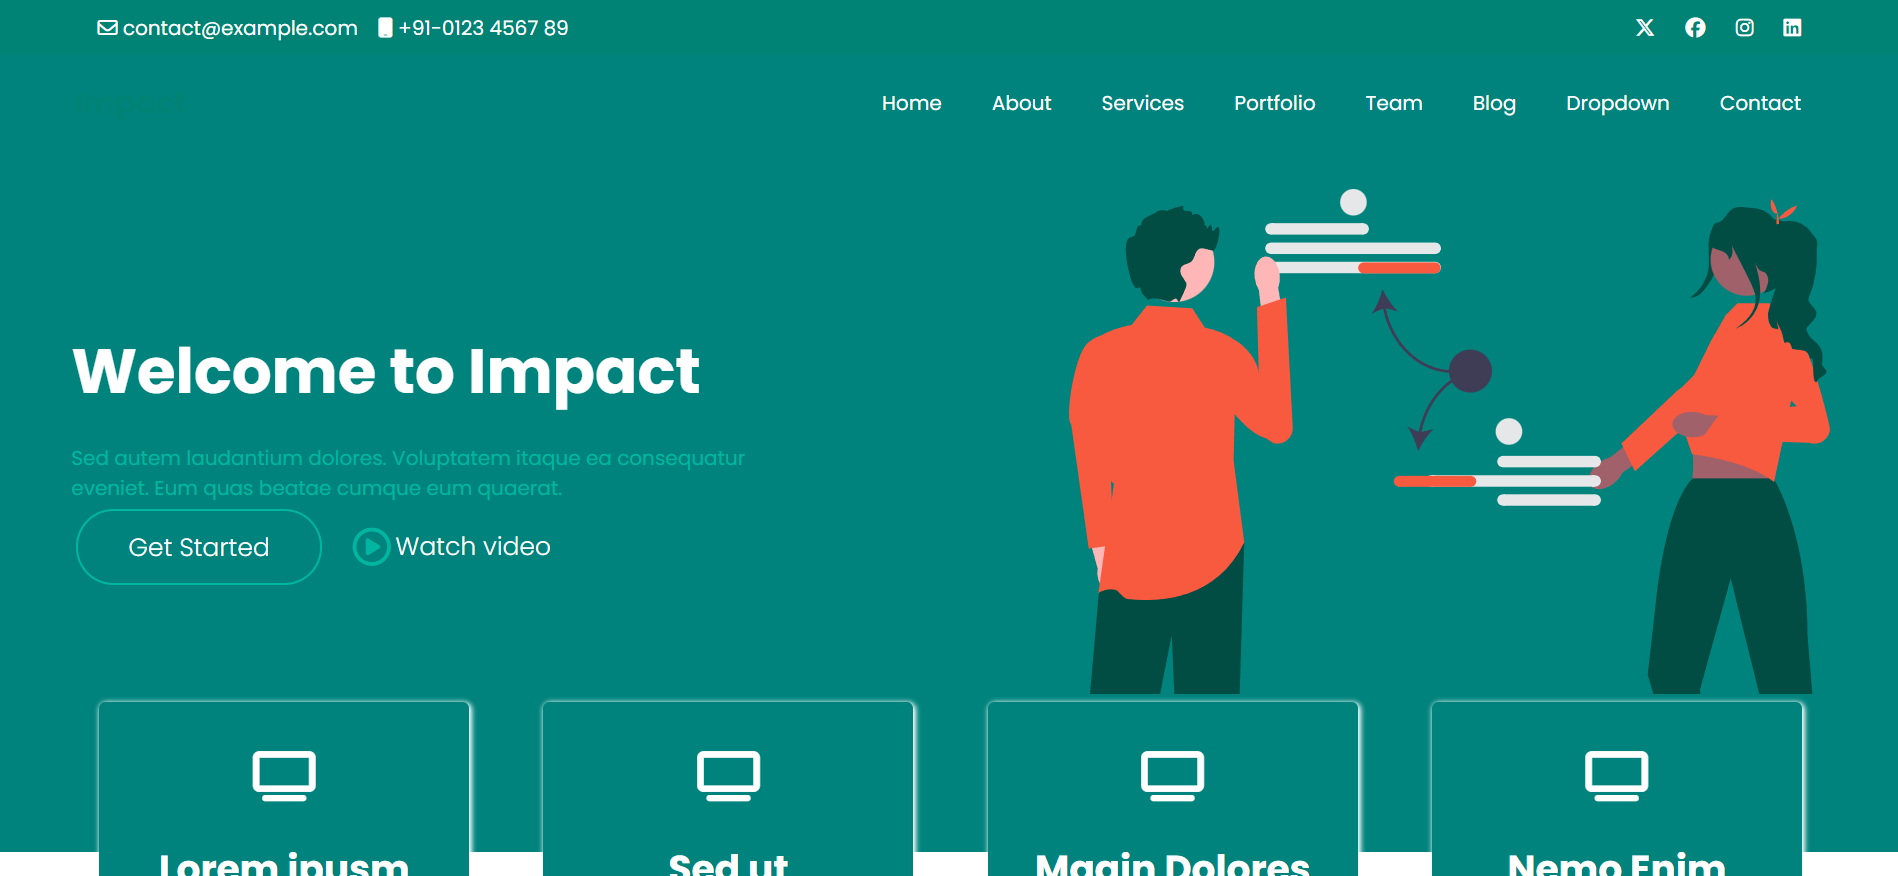 contact@example.com +91-0123 4567 89
Home About Services Portfolio Team Blog Dropdown Contact
Welcome to Impact
Sed autem laudantium dolores. Voluptatem itaque ea consequatur
eveniet. Eum quas beatae cumque eum quaerat.
Get Started Watch video
Lorem ipusm Sed ut Magin Dolores Nemo Enim